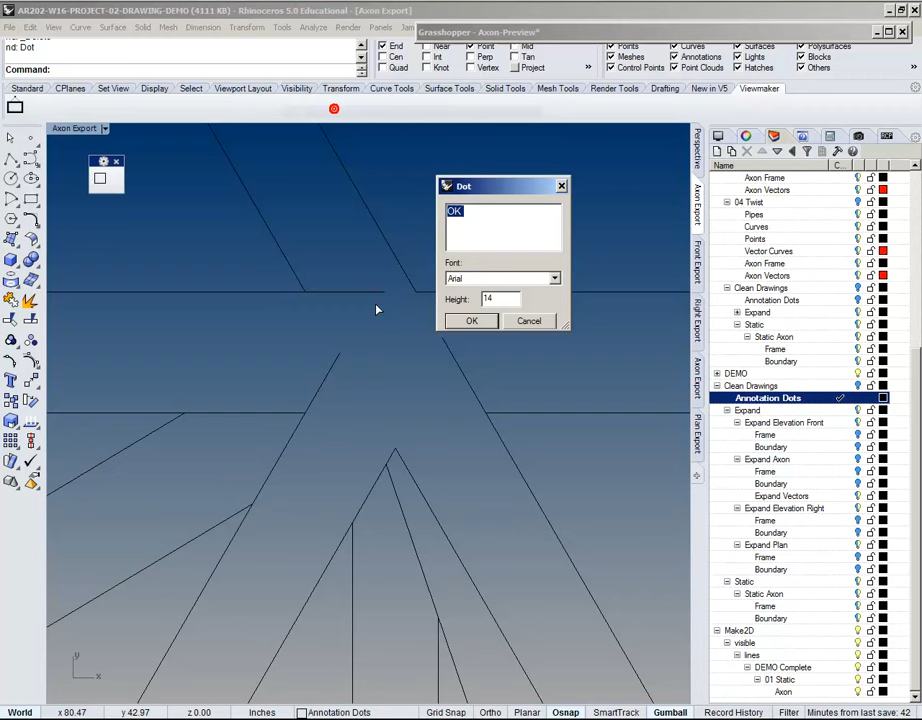 AR202-W16-PROJECT-02-DRAWING-DEMO (4111 KB) - Rhinoceros 5.0 Educational - [Axon Export]
File Edit View Curve Surface Solid Mesh Dimension Transform Tools Analyze Render Panels
Grasshopper - Axon-Preview*
nd: Dot
Command:
End Near Point Mid
Cen Int Perp Tan
Quad Knot Vertex Project »
Points Curves Surfaces Polysurfaces
Meshes Annotations Lights Blocks
Control Points Point Clouds Hatches Others
Standard CPlanes Set View Display Select Viewport Layout Visibility Transform Curve Tools Surface Tools Solid Tools Mesh Tools Render Tools Drafting New in V5 Viewmaker
Axon Export
Perspective
Axon Export
Front Export
Right Export
Axon Export
Plan Export
Dot
OK
Font:
Arial
Height: 14
OK Cancel
Name C...
Axon Frame
Axon Vectors
04 Twist
Pipes
Curves
Points
Vector Curves
Axon Frame
Axon Vectors
Clean Drawings
Annotation Dots
Expand
Static
Static Axon
Frame
Boundary
DEMO
Clean Drawings
Annotation Dots
Expand
Expand Elevation Front
Frame
Boundary
Expand Axon
Frame
Boundary
Expand Vectors
Expand Elevation Right
Frame
Boundary
Expand Plan
Frame
Boundary
Static
Static Axon
Frame
Boundary
Make2D
visible
lines
DEMO Complete
01 Static
Axon
y
x
World x 80.47 y 42.97 z 0.00 Inches Annotation Dots Grid Snap Ortho Planar Osnap SmartTrack Gumball Record History Filter Minutes from last save: 42